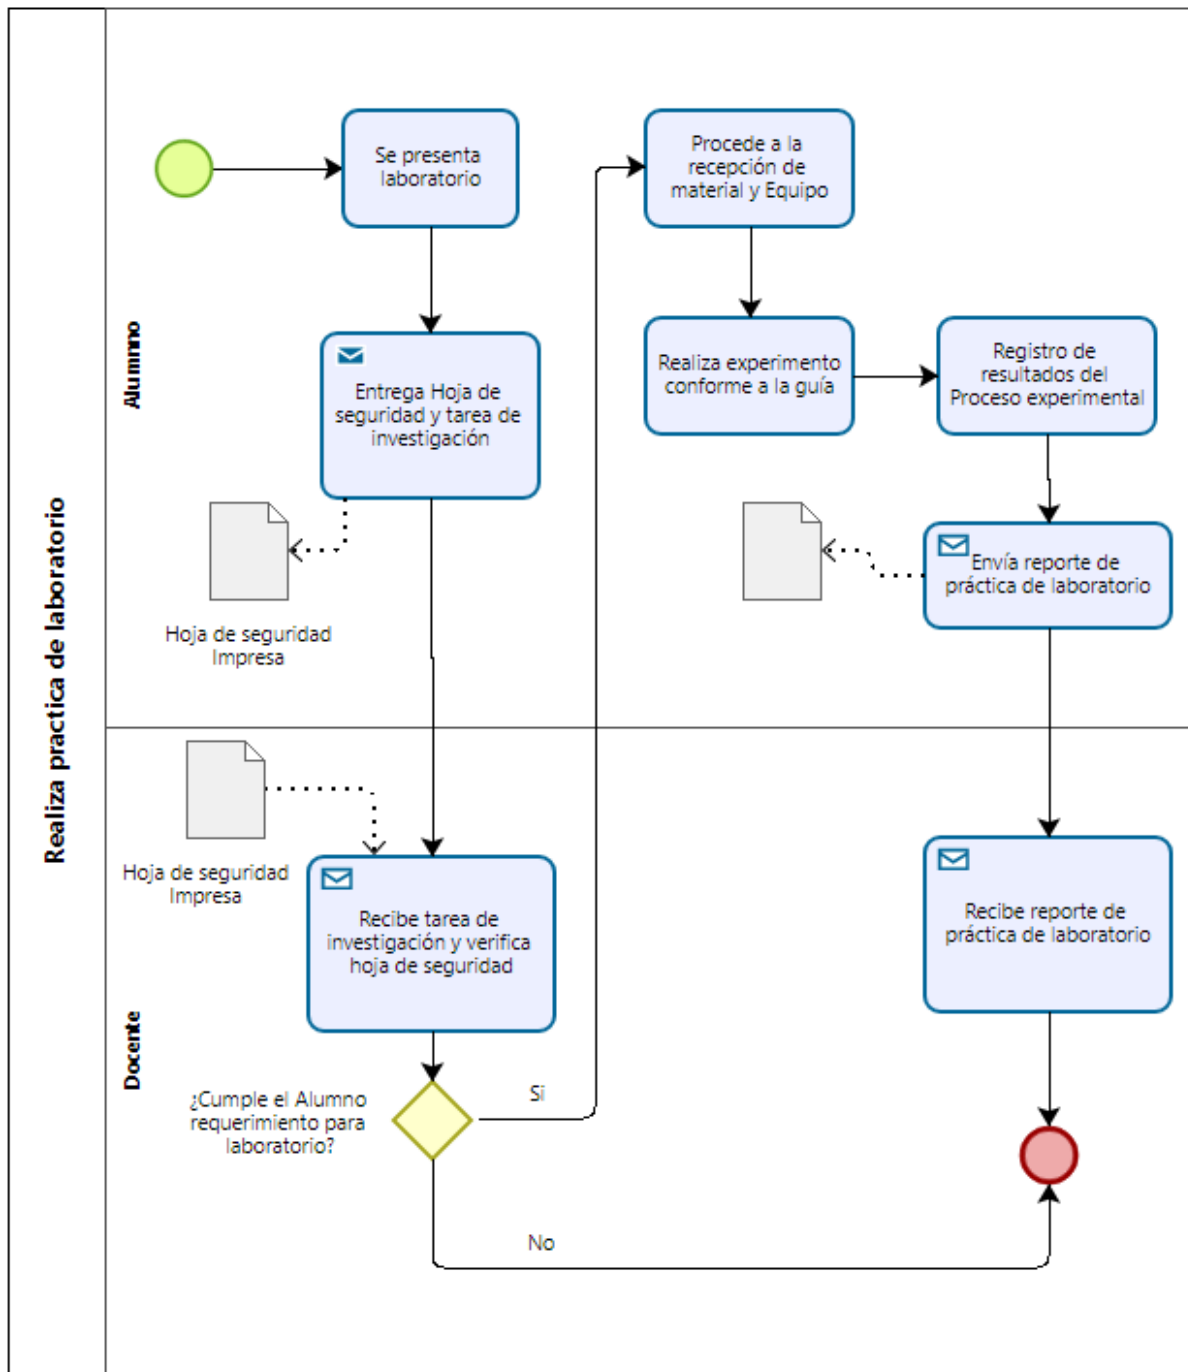 Realiza practica de laboratorio
Alumnno
Se presenta
laboratorio
Entrega Hoja de
seguridad y tarea de
investigación
Hoja de seguridad
Impresa
Procede a la
recepción de
material y Equipo
Realiza experimento
conforme a la guía
Registro de
resultados del
Proceso experimental
Envía reporte de
práctica de laboratorio
Docente
Hoja de seguridad
Impresa
Recibe tarea de
investigación y verifica
hoja de seguridad
¿Cumple el Alumno
requerimiento para
laboratorio?
Si
No
Recibe reporte de
práctica de laboratorio